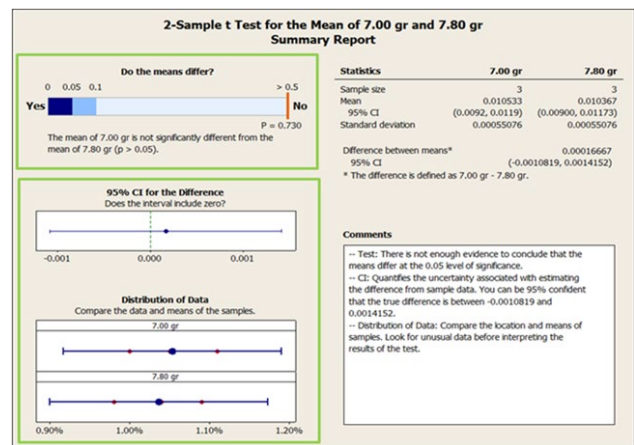 2-Sample t Test for the Mean of 7.00 gr and 7.80 gr
Summary Report
Do the means differ?
0 0.05 0.1 > 0.5
Yes No
P = 0.730
The mean of 7.00 gr is not significantly different from the
mean of 7.80 gr (p > 0.05).
95% CI for the Difference
Does the interval include zero?
-0.001 0.000 0.001
Distribution of Data
Compare the data and means of the samples.
7.00 gr
7.80 gr
0.90% 1.00% 1.10% 1.20%
Statistics 7.00 gr 7.80 gr
Sample size 3 3
Mean 0.010533 0.010367
95% CI (0.0092, 0.0119) (0.00900, 0.01173)
Standard deviation 0.00055076 0.00055076
Difference between means* 0.00016667
95% CI (-0.0010819, 0.0014152)
* The difference is defined as 7.00 gr - 7.80 gr.
Comments
-- Test: There is not enough evidence to conclude that the
means differ at the 0.05 level of significance.
-- CI: Quantifies the uncertainty associated with estimating
the difference from sample data. You can be 95% confident
that the true difference is between -0.0010819 and
0.0014152.
-- Distribution of Data: Compare the location and means of
samples. Look for unusual data before interpreting the
results of the test.